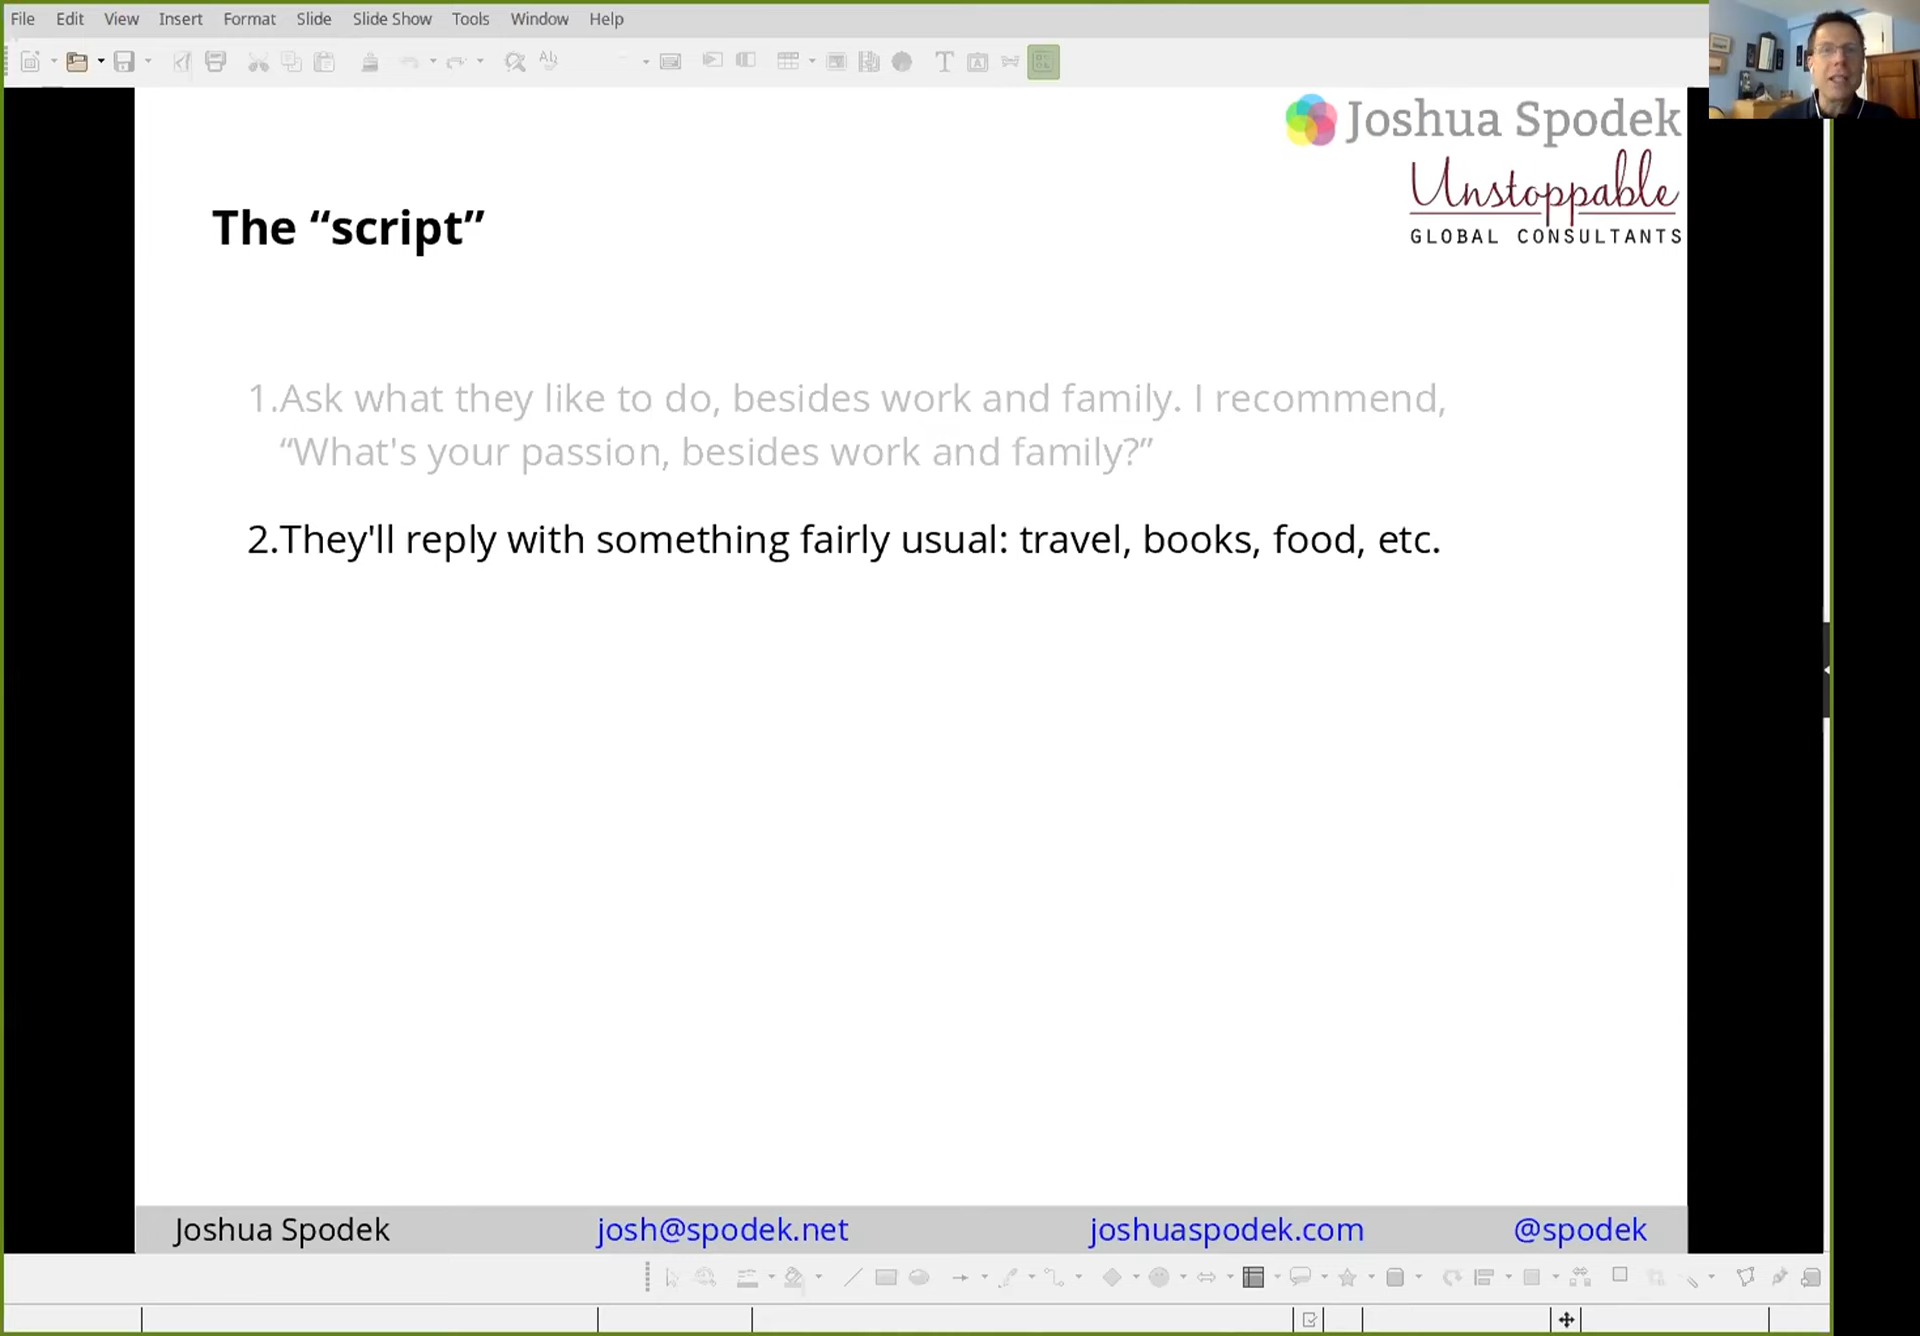 File Edit View Insert Format Slide Slide Show Tools Window Help
Joshua Spodek
Unstoppable
GLOBAL CONSULTANTS
The “script”
1.Ask what they like to do, besides work and family. I recommend,
“What's your passion, besides work and family?”
2.They'll reply with something fairly usual: travel, books, food, etc.
Joshua Spodek josh@spodek.net joshuaspodek.com @spodek